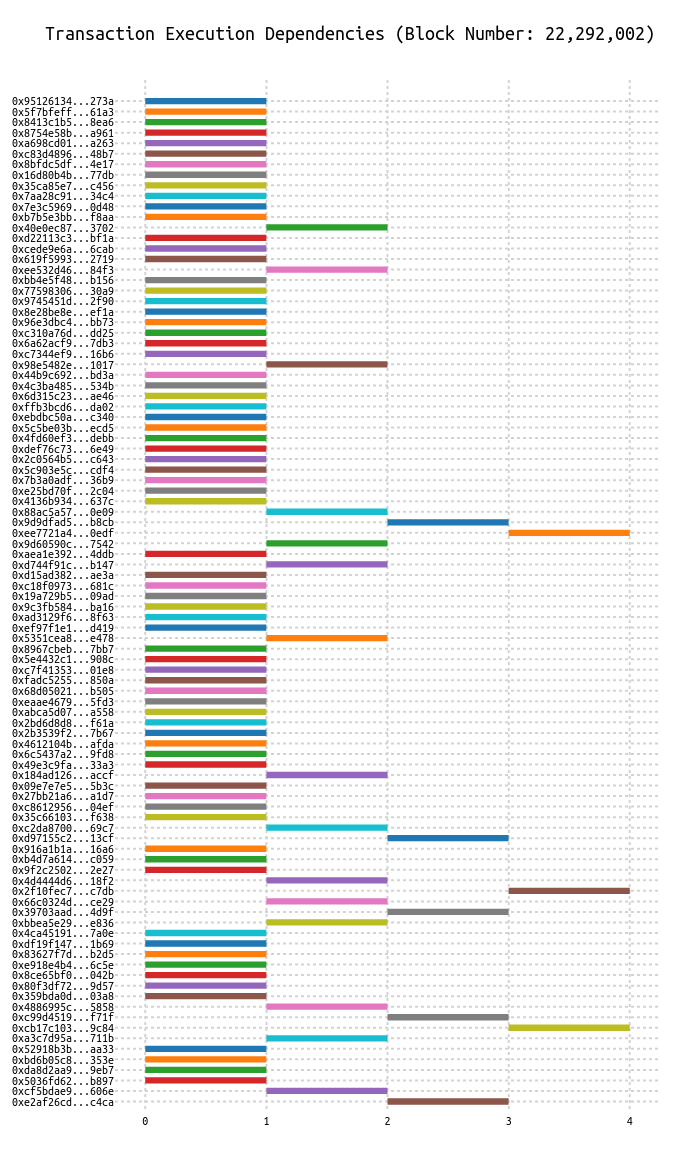 Transaction Execution Dependencies (Block Number: 22,292,002)
0x95126134...273a
0x5f7bfeff...61a3
0x8413c1b5...8ea6
0x8754e58b...a961
0xa698cd01...a263
0xc83d4896...48b7
0x8bfdc5df...4e17
0x16d80b4b...77db
0x35ca85e7...c456
0x7aa28c91...34c4
0x7e3c5969...0d48
0xb7b5e3bb...f8aa
0x40e0ec87...3702
0xd22113c3...bf1a
0xcede9e6a...6cab
0x619f5993...2719
0xee532d46...84f3
0xbb4e5f48...b156
0x77598306...30a9
0x9745451d...2f90
0x8e28be8e...ef1a
0x96e3dbc4...bb73
0xc310a76d...dd25
0x6a62acf9...7db3
0xc7344ef9...16b6
0x98e5482e...1017
0x44b9c692...bd3a
0x4c3ba485...534b
0x6d315c23...ae46
0xffb3bcd6...da02
0xebdbc50a...c340
0x5c5be03b...ecd5
0x4fd60ef3...debb
0xdef76c73...6e49
0x2c0564b5...c643
0x5c903e5c...cdf4
0x7b3a0adf...36b9
0xe25bd70f...2c04
0x4136b934...637c
0x88ac5a57...0e09
0x9d9dfad5...b8cb
0xee7721a4...0edf
0x9d60590c...7542
0xaea1e392...4ddb
0xd744f91c...b147
0xd15ad382...ae3a
0xc18f0973...681c
0x19a729b5...09ad
0x9c3fb584...ba16
0xad3129f6...8f63
0xef97f1e1...d419
0x5351cea8...e478
0x8967cbeb...7bb7
0x5e4432c1...908c
0xc7f41353...01e8
0xfadc5255...850a
0x68d05021...b505
0xeaae4679...5fd3
0xabca5d07...a558
0x2bd6d8d8...f61a
0x2b3539f2...7b67
0x4612104b...afda
0x6c5437a2...9fd8
0x49e3c9fa...33a3
0x184ad126...accf
0x09e7e7e5...5b3c
0x27bb21a6...a1d7
0xc8612956...04ef
0x35c66103...f638
0xc2da8700...69c7
0xd97155c2...13cf
0x916a1b1a...16a6
0xb4d7a614...c059
0x9f2c2502...2e27
0x4d4444d6...18f2
0x2f10fec7...c7db
0x66c0324d...ce29
0x39703aad...4d9f
0xbbea5e29...e836
0x4ca45191...7a0e
0xdf19f147...1b69
0x83627f7d...b2d5
0xe918e4b4...6c5e
0x8ce65bf0...042b
0x80f3df72...9d57
0x359bda0d...03a8
0x4886995c...5858
0xc99d4519...f71f
0xcb17c103...9c84
0xa3c7d95a...711b
0x52918b3b...aa33
0xbd6b05c8...353e
0xda8d2aa9...9eb7
0x5036fd62...b897
0xcf5bdae9...606e
0xe2af26cd...c4ca
0 1 2 3 4